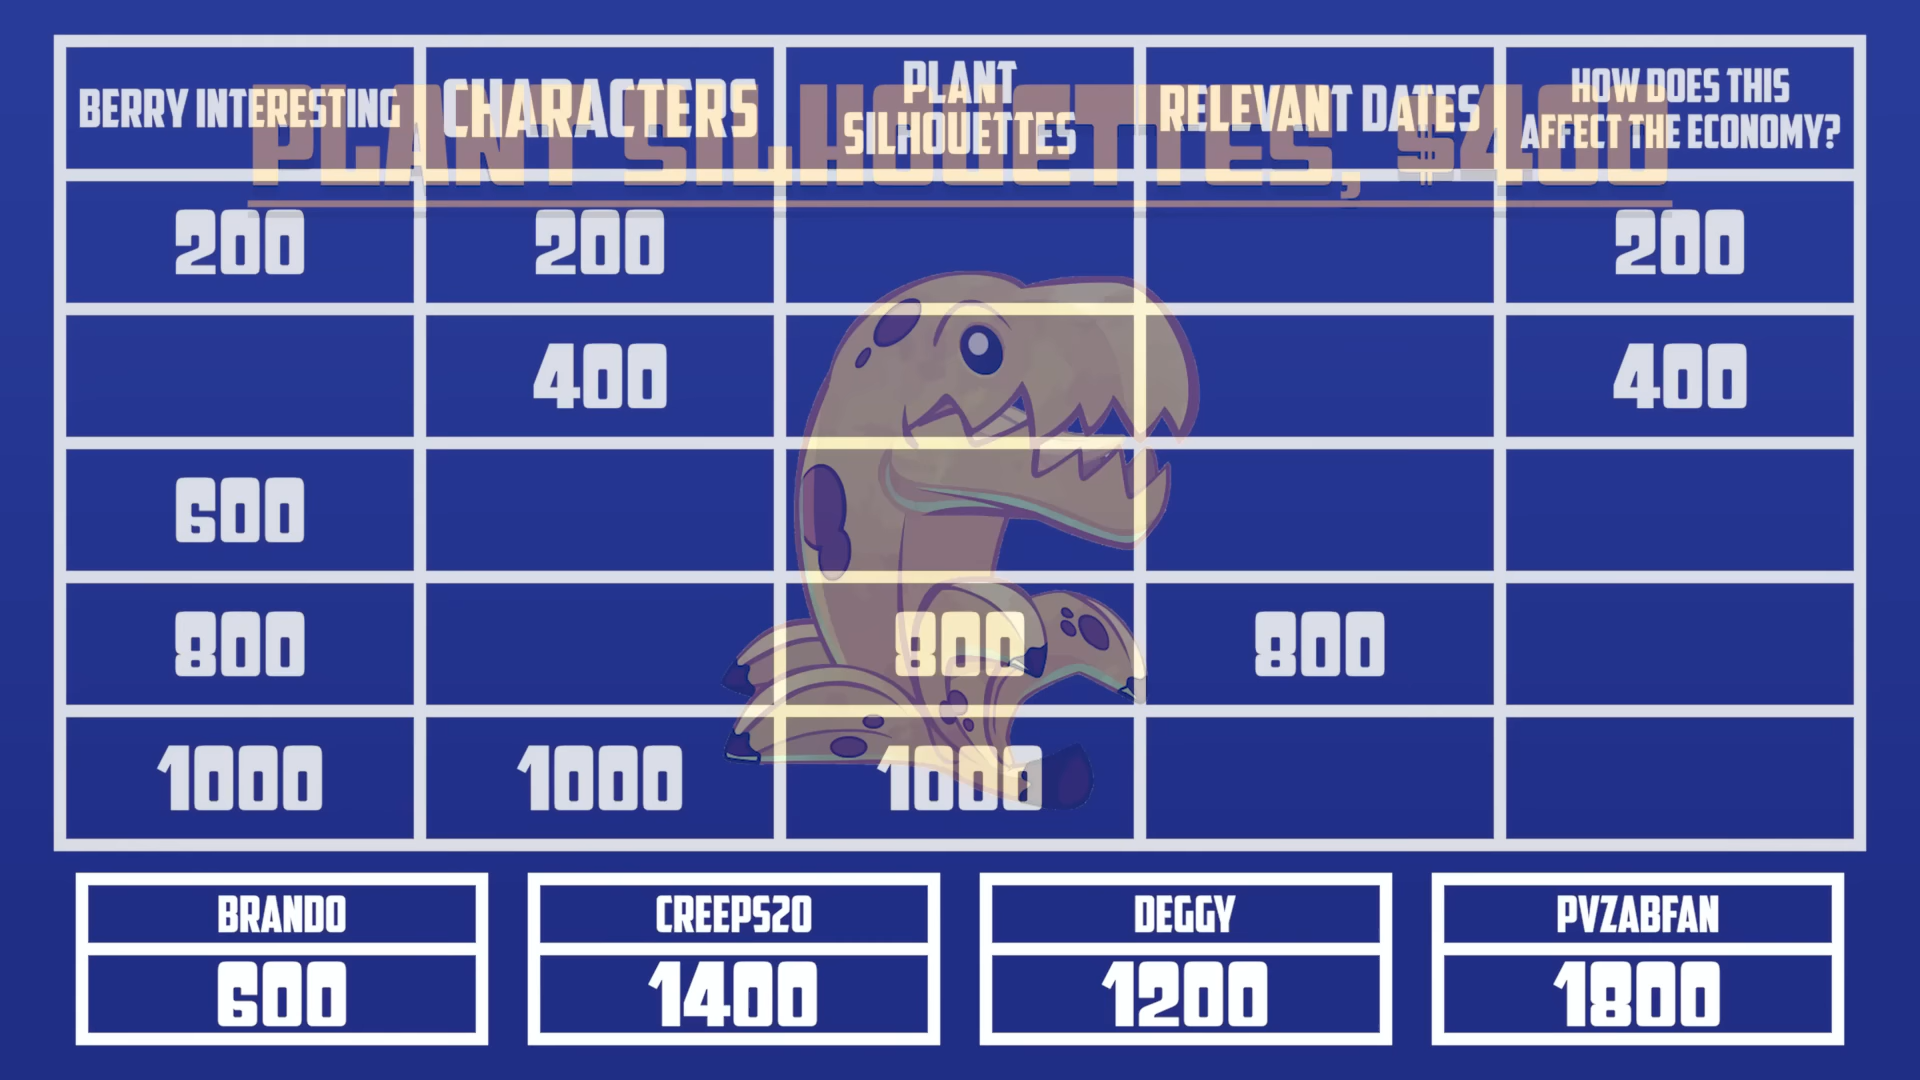 PLANT SILHOUETTES, $400
BERRY INTERESTING
CHARACTERS
PLANT
SILHOUETTES
RELEVANT DATES
HOW DOES THIS
AFFECT THE ECONOMY?
200
200
200
400
400
600
800
800
800
1000
1000
1000
BRANDO
CREEPS20
DEGGY
PVZABFAN
600
1400
1200
1800